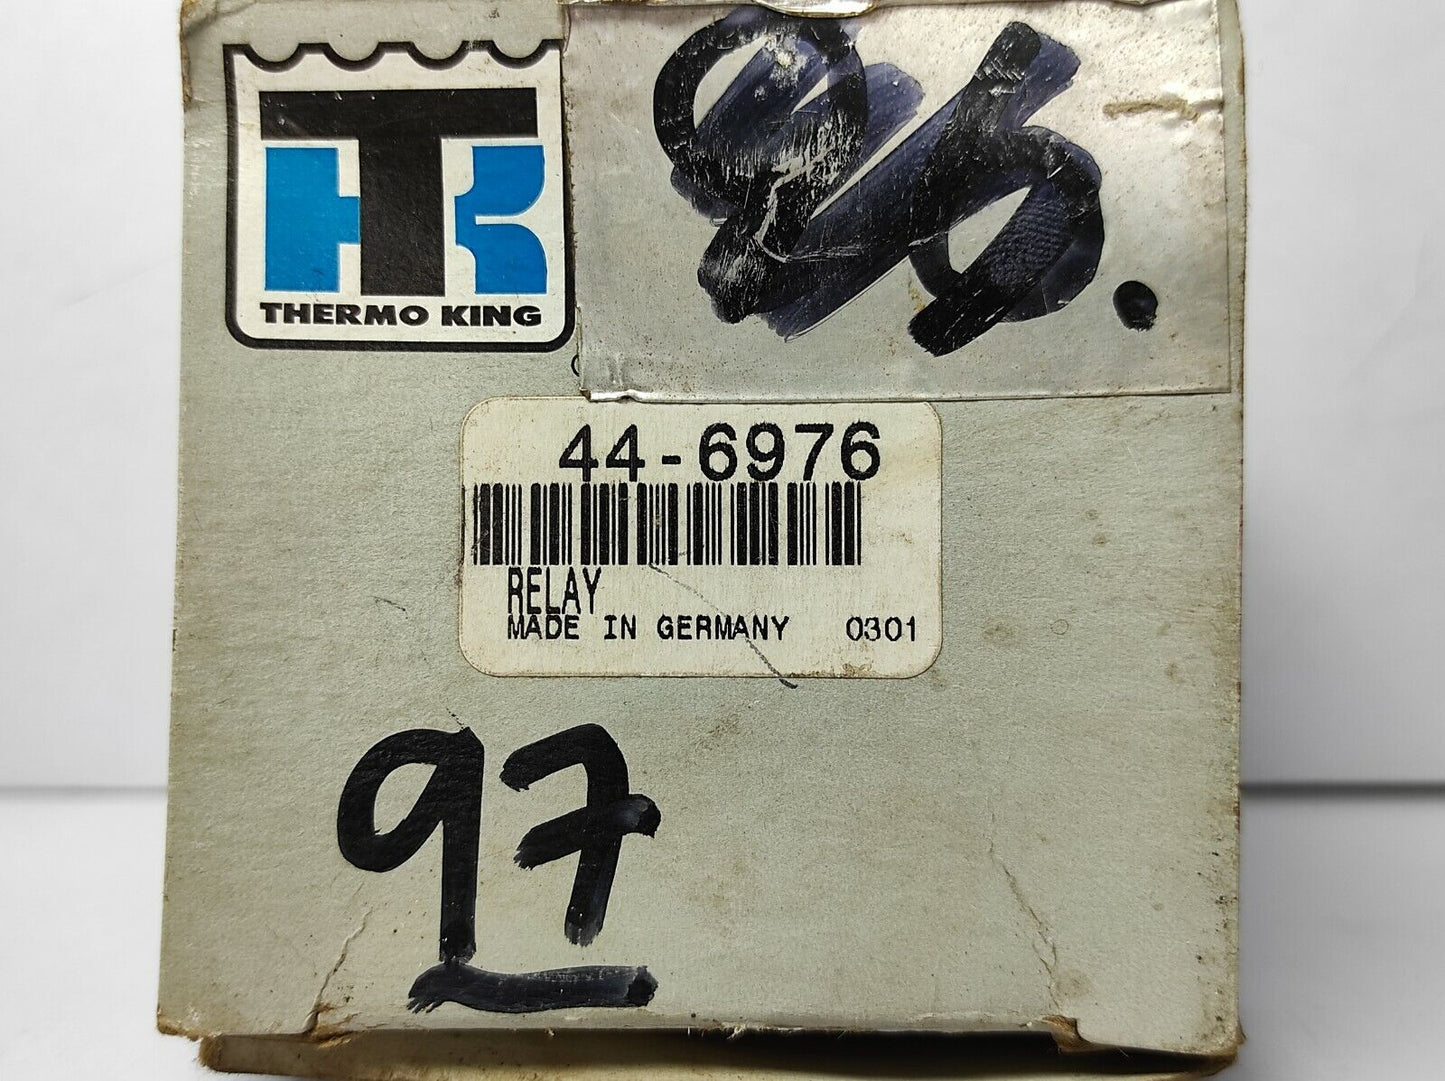 THERMO KING
44-6976
RELAY
MADE IN GERMANY 0301
97